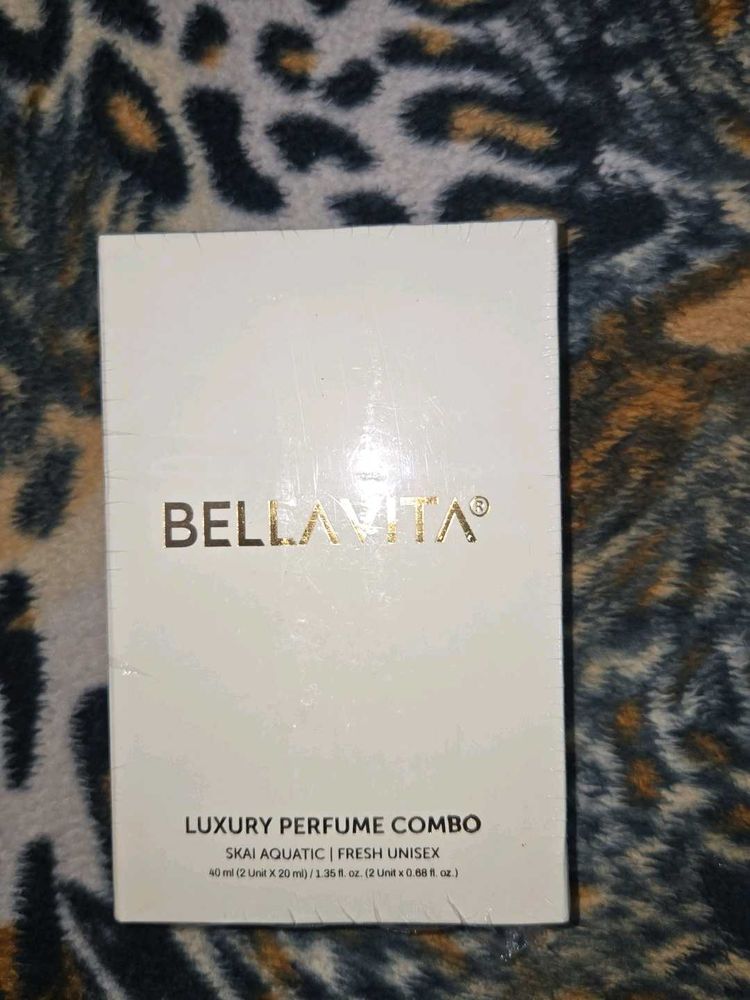 BELLAVITA®
LUXURY PERFUME COMBO
SKAI AQUATIC | FRESH UNISEX
40 ml (2 Unit X 20 ml) / 1.35 fl. oz. (2 Unit x 0.68 fl. oz.)